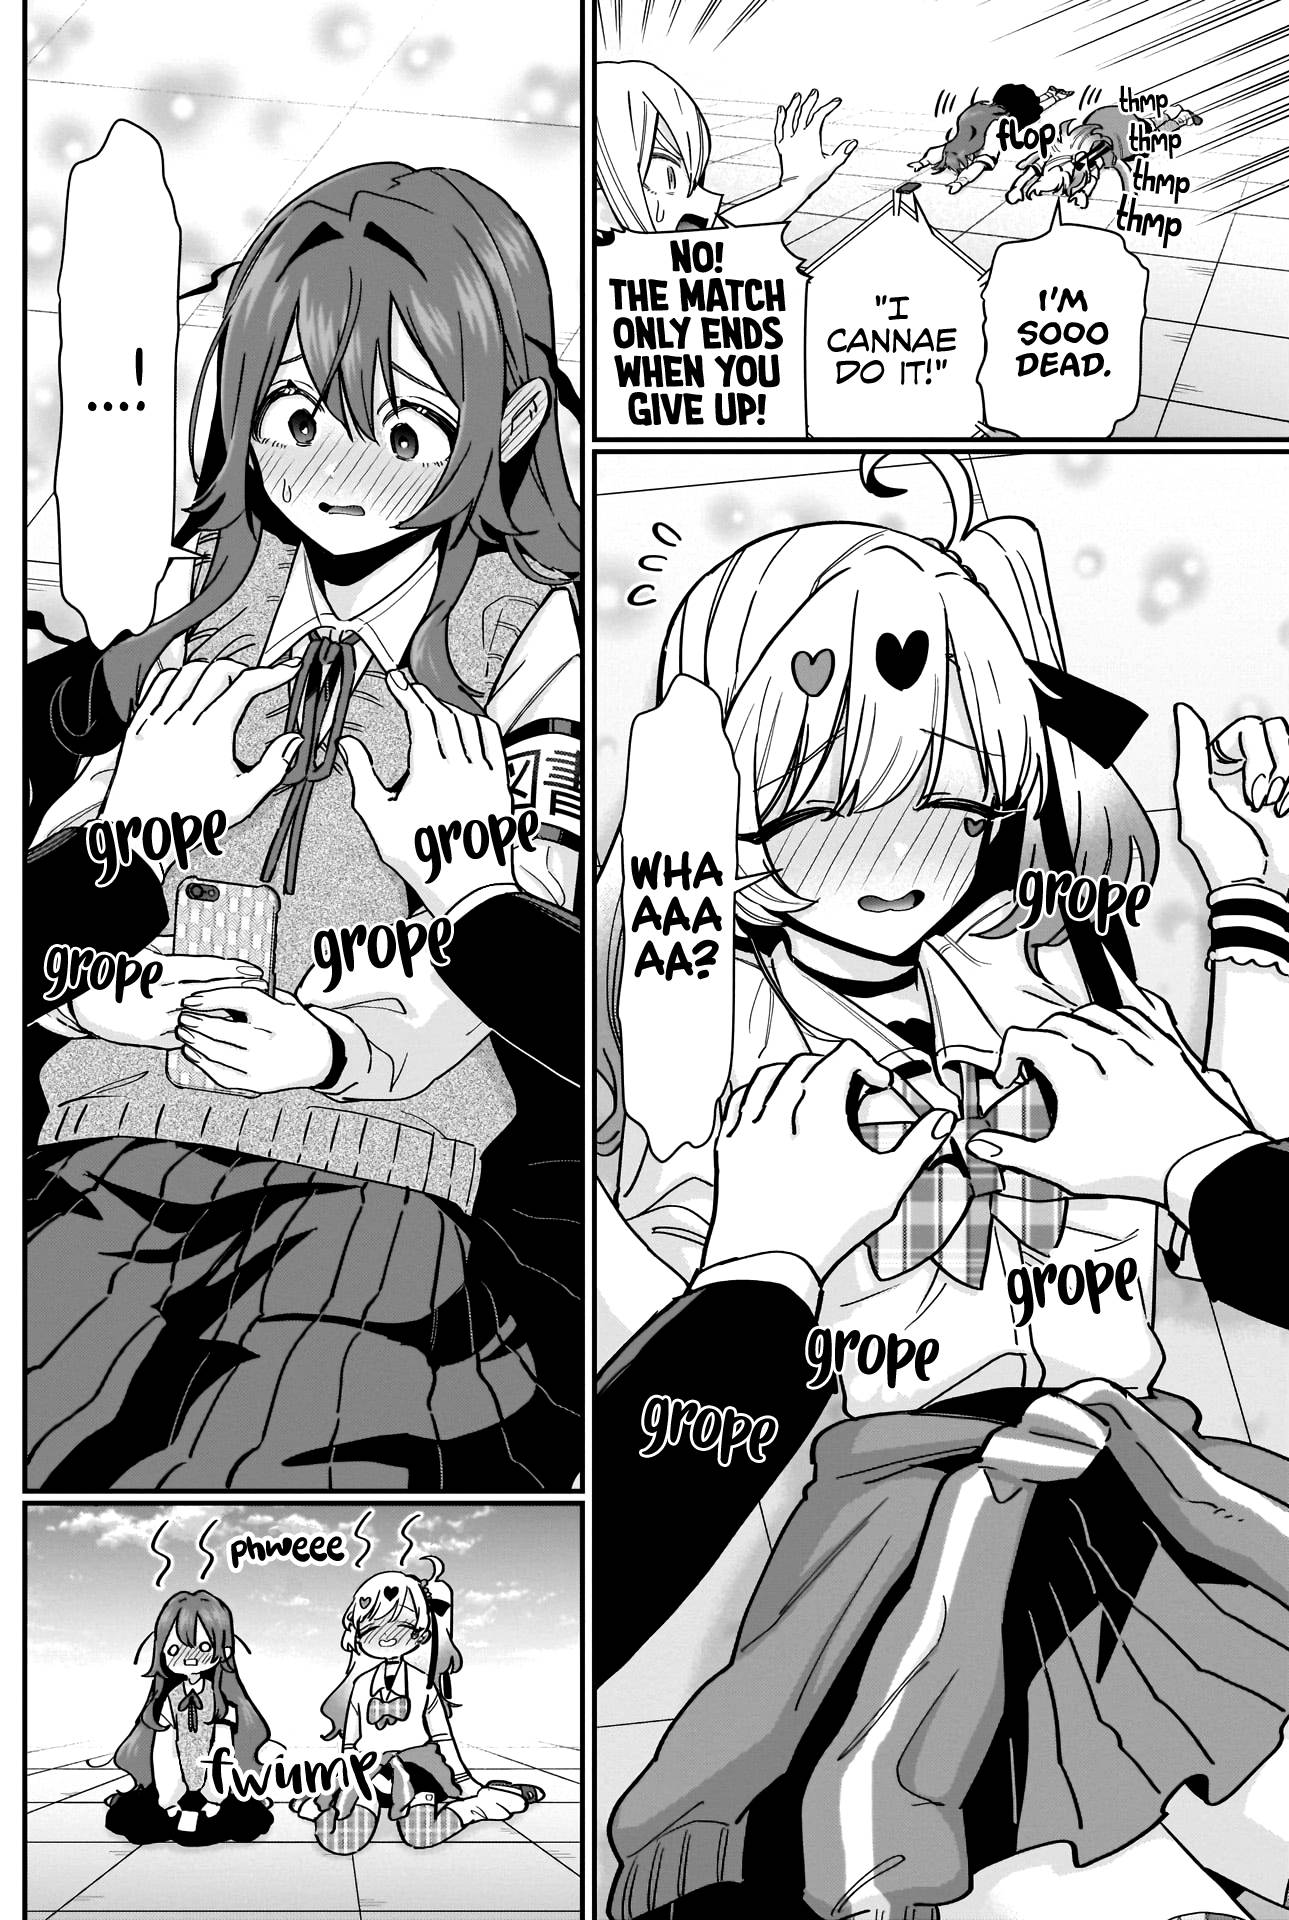 thmp
thmp
thmp
thmp
flop
I'M
SOOO
DEAD.
"I
CANNAE
DO IT!"
NO!
THE MATCH
ONLY ENDS
WHEN YOU
GIVE UP!
WHA
AAA
AA?
grope
grope
grope
grope
....!
grope
grope
grope
grope
phweee
fwump